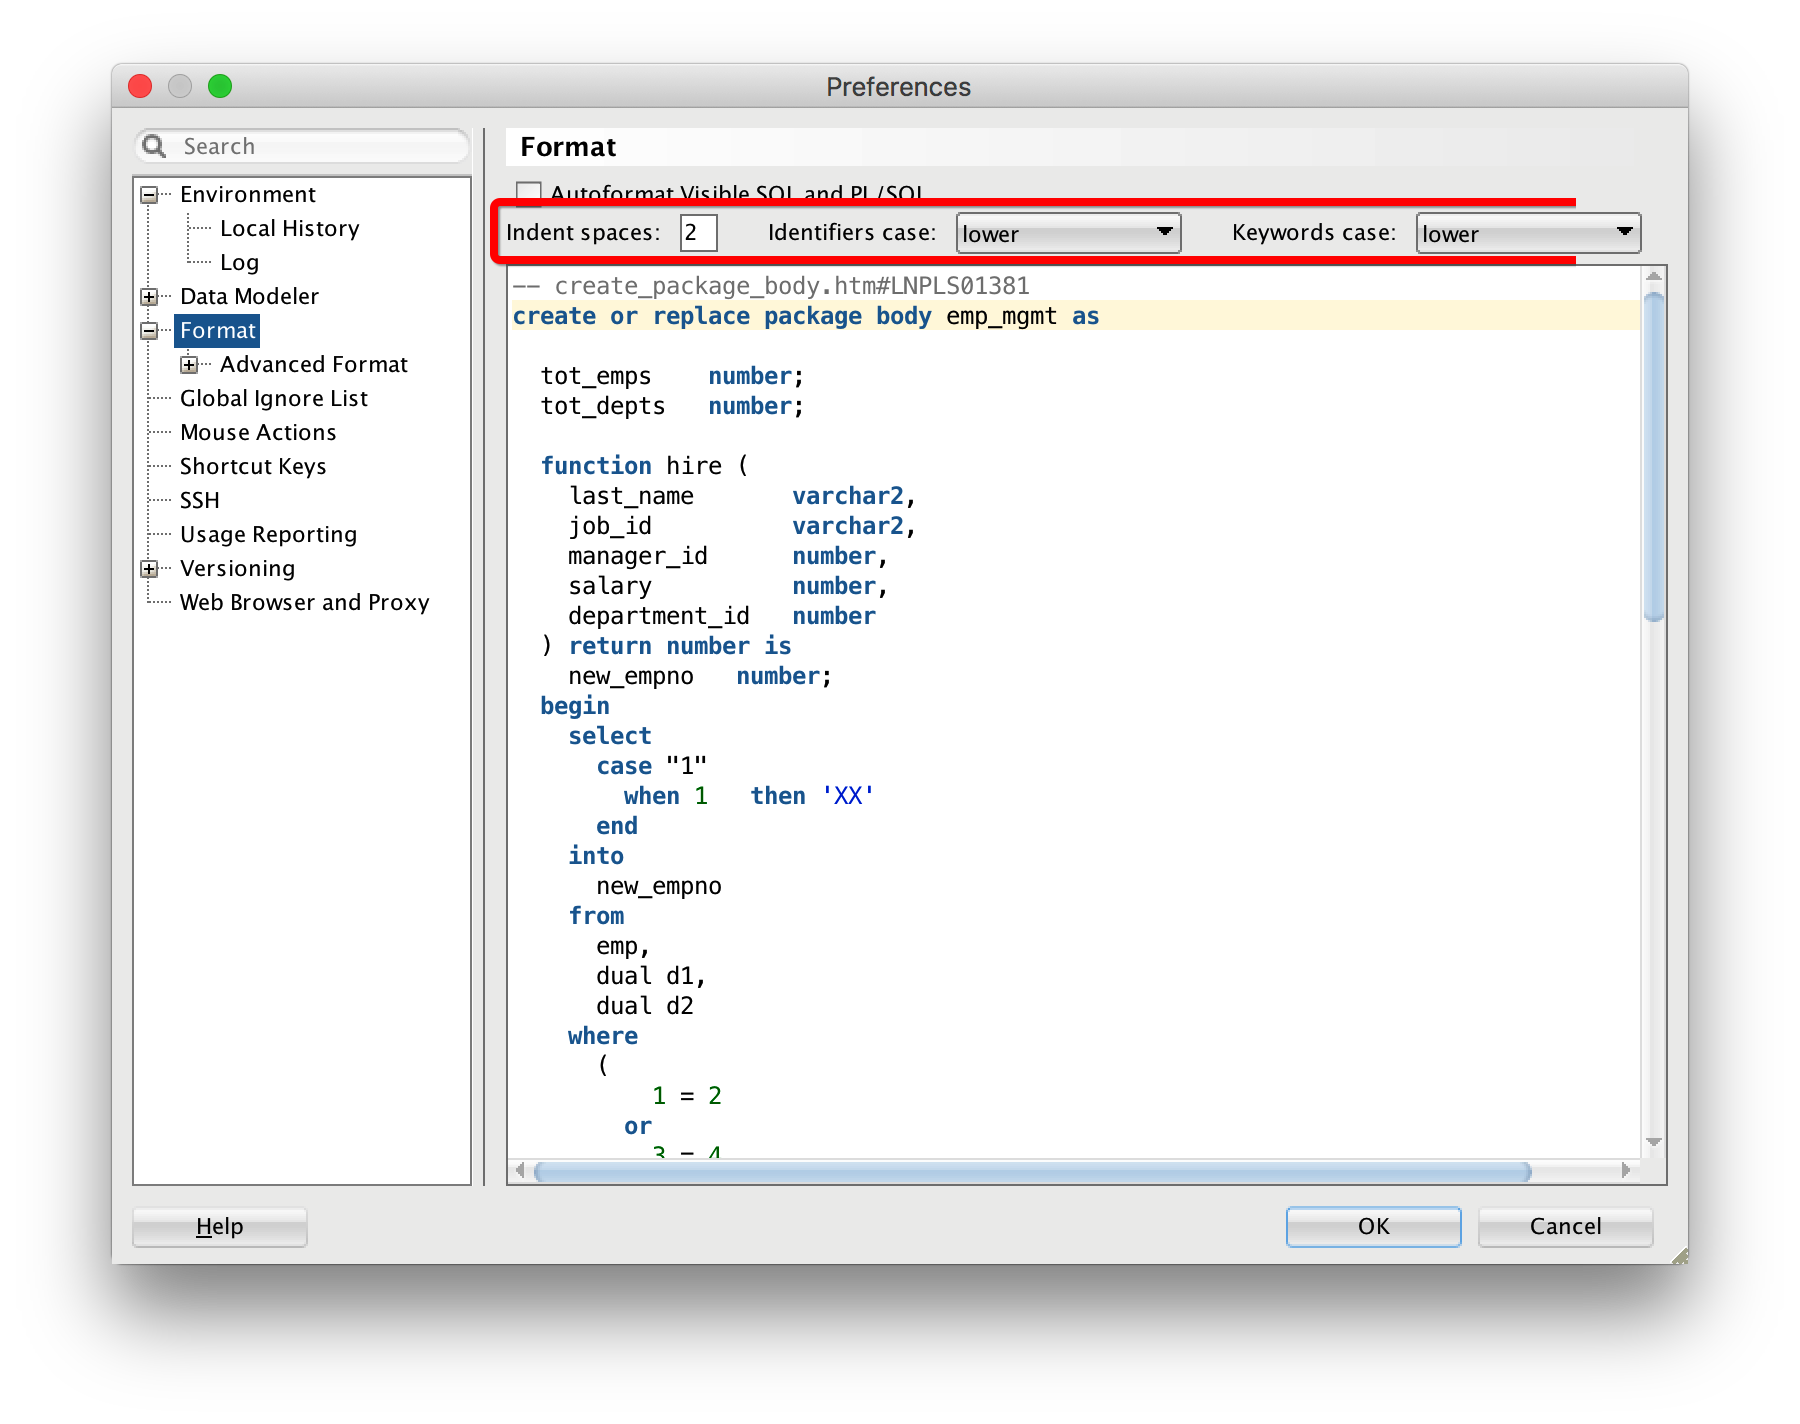 Preferences
Search
Environment
Local History
Log
Data Modeler
Format
Advanced Format
Global Ignore List
Mouse Actions
Shortcut Keys
SSH
Usage Reporting
Versioning
Web Browser and Proxy
Format
Autoformat Visible SQL and PL/SQL
Indent spaces: 2 Identifiers case: lower Keywords case: lower
-- create_package_body.htm#LNPLS01381
create or replace package body emp_mgmt as
tot_emps number;
tot_depts number;
function hire (
last_name varchar2,
job_id varchar2,
manager_id number,
salary number,
department_id number
) return number is
new_empno number;
begin
select
case "1"
when 1 then 'XX'
end
into
new_empno
from
emp,
dual d1,
dual d2
where
(
1 = 2
or
3 = 4
Help OK Cancel